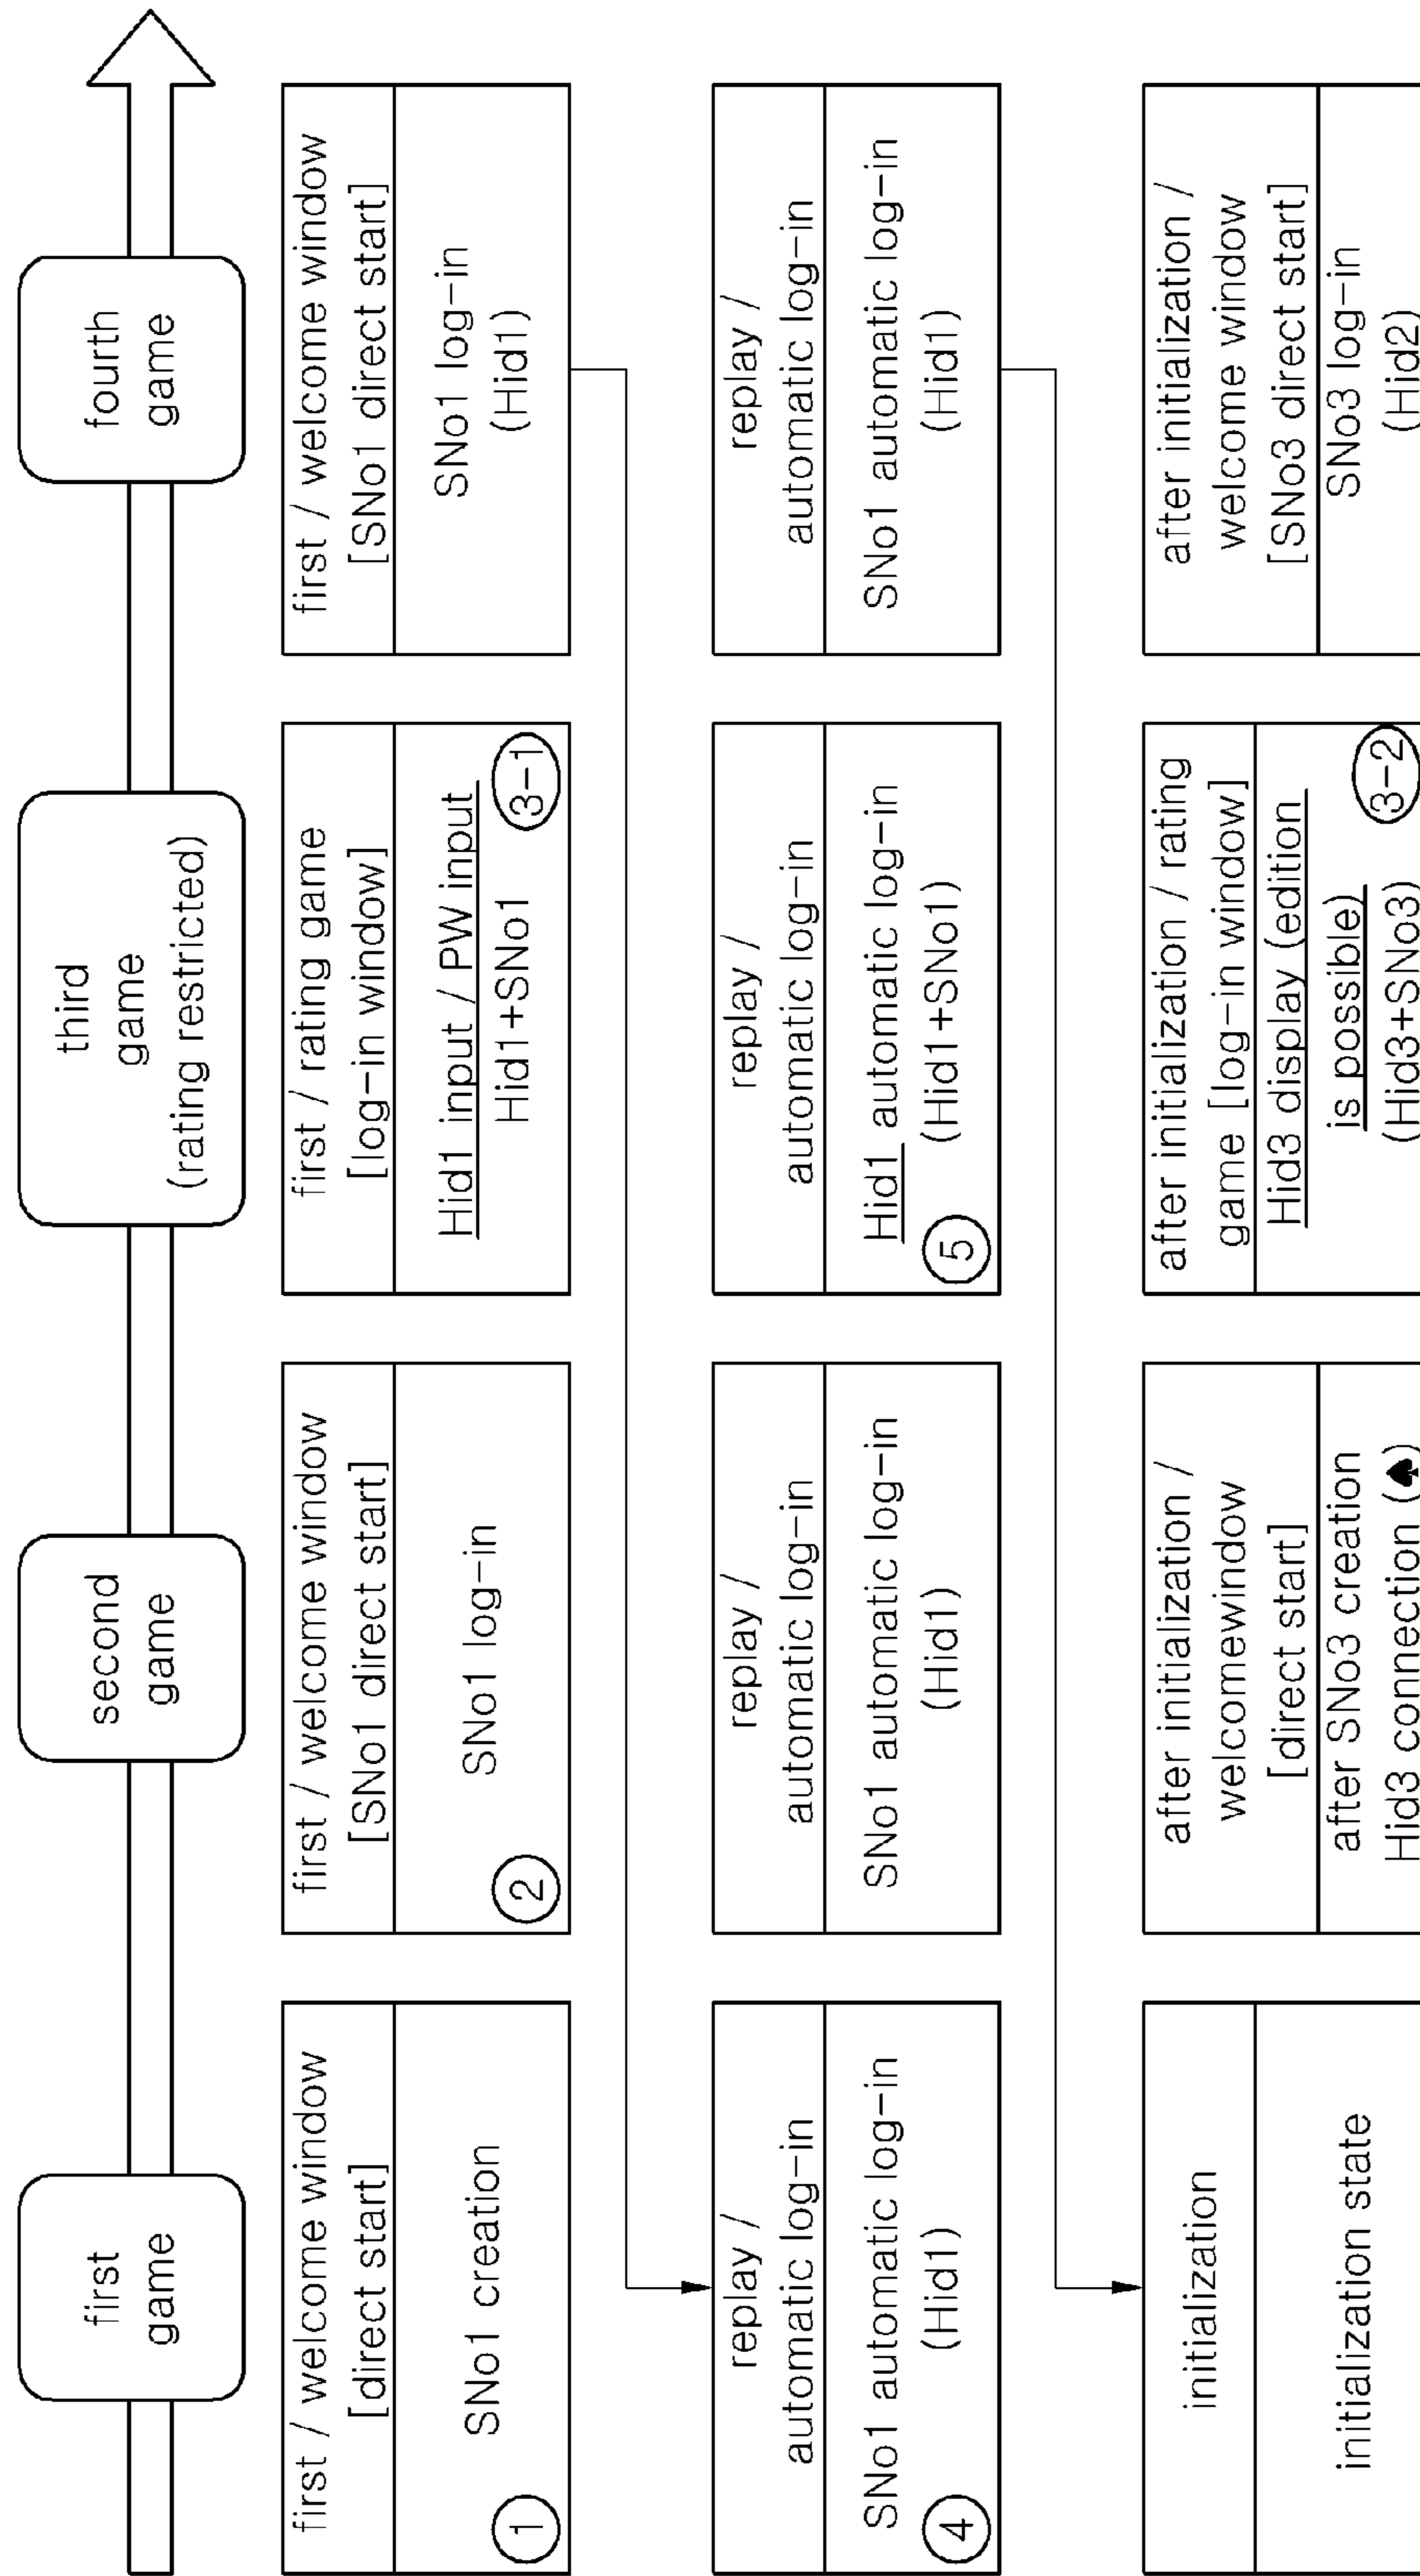 first
game
second
game
third
game
(rating restricted)
fourth
game
first / welcome window
[direct start]
SNo1 creation
1
first / welcome window
[SNo1 direct start]
SNo1 log-in
2
first / rating game
[log-in window]
Hid1 input / PW input
Hid1+SNo1
3-1
first / welcome window
[SNo1 direct start]
SNo1 log-in
(Hid1)
replay /
automatic log-in
SNo1 automatic log-in
(Hid1)
4
replay /
automatic log-in
SNo1 automatic log-in
(Hid1)
replay /
automatic log-in
Hid1 automatic log-in
(Hid1+SNo1)
5
replay /
automatic log-in
SNo1 automatic log-in
(Hid1)
initialization
initialization state
after initialization /
welcomewindow
[direct start]
after SNo3 creation
Hid3 connection (♠)
after initialization / rating
game [log-in window]
Hid3 display (edition
is possible)
(Hid3+SNo3)
3-2
after initialization /
welcome window
[SNo3 direct start]
SNo3 log-in
(Hid2)